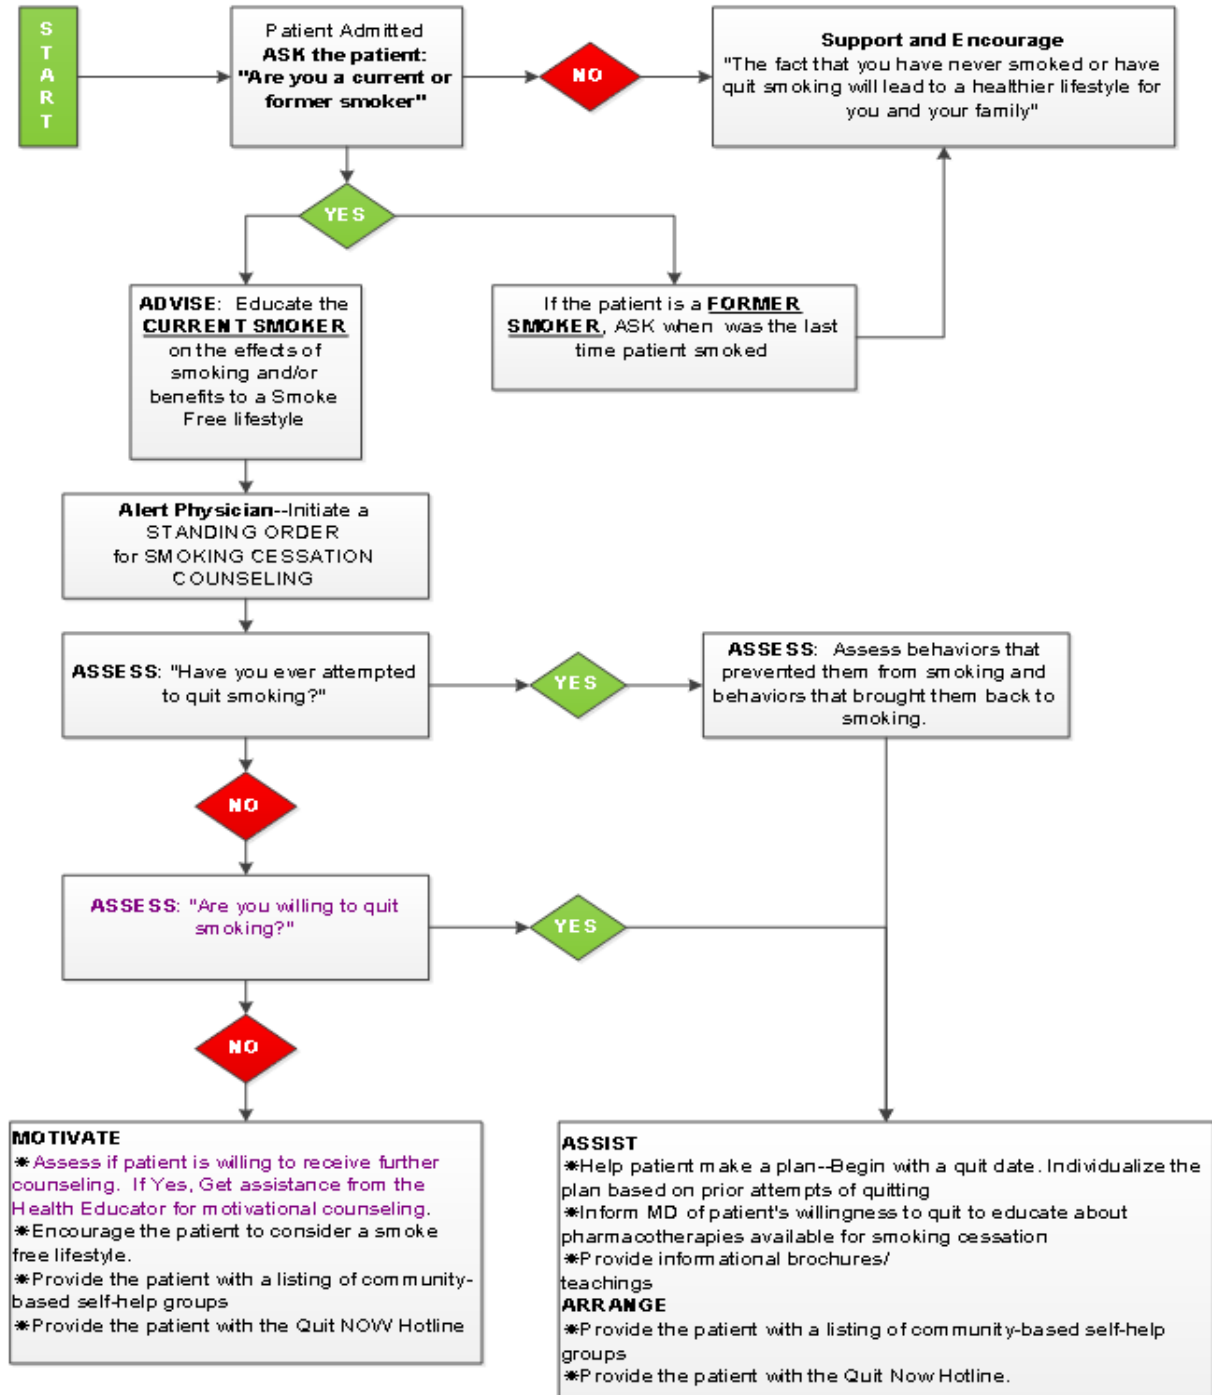 START
Patient Admitted
ASK the patient:
"Are you a current or
former smoker"
NO
Support and Encourage
"The fact that you have never smoked or have
quit smoking will lead to a healthier lifestyle for
you and your family"
YES
ADVISE: Educate the
CURRENT SMOKER
on the effects of
smoking and/or
benefits to a Smoke
Free lifestyle
If the patient is a FORMER
SMOKER, ASK when was the last
time patient smoked
Alert Physician--Initiate a
STANDING ORDER
for SMOKING CESSATION
COUNSELING
ASSESS: "Have you ever attempted
to quit smoking?"
YES
ASSESS: Assess behaviors that
prevented them from smoking and
behaviors that brought them back to
smoking.
NO
ASSESS: "Are you willing to quit
smoking?"
YES
NO
MOTIVATE
*Assess if patient is willing to receive further
counseling. If Yes, Get assistance from the
Health Educator for motivational counseling.
*Encourage the patient to consider a smoke
free lifestyle.
*Provide the patient with a listing of community-
based self-help groups
*Provide the patient with the Quit NOW Hotline
ASSIST
*Help patient make a plan--Begin with a quit date. Individualize the
plan based on prior attempts of quitting
*Inform MD of patient's willingness to quit to educate about
pharmacotherapies available for smoking cessation
*Provide informational brochures/
teachings
ARRANGE
*Provide the patient with a listing of community-based self-help
groups
*Provide the patient with the Quit Now Hotline.